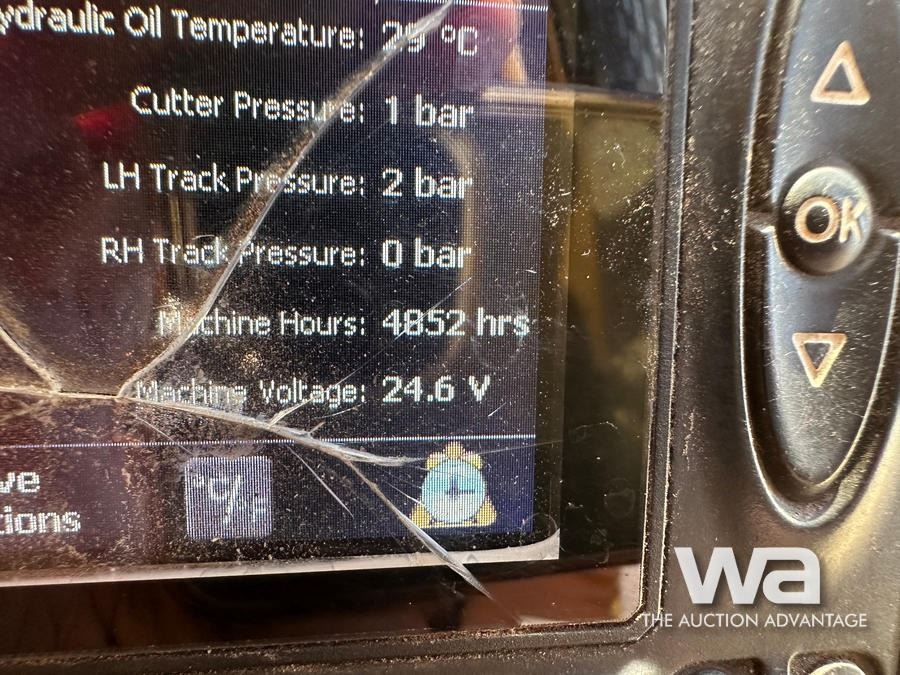 ydraulic Oil Temperature: 29 °C
Cutter Pressure: 1 bar
LH Track Pressure: 2 bar
RH Track Pressure: 0 bar
Machine Hours: 4852 hrs
Machine Voltage: 24.6 V
ve
tions
°C/°F
OK
wa
THE AUCTION ADVANTAGE